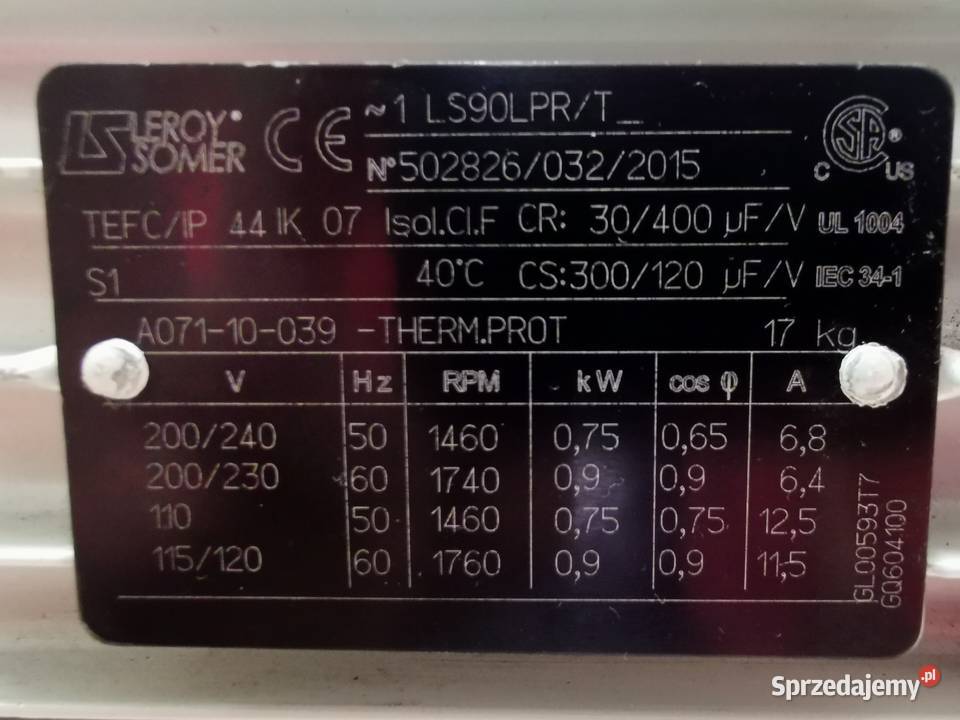 LEROY® SOMER CE ~1 LS90LPR/T_
N° 502826/032/2015
CSA® C US
TEFC/IP 44 IK 07 Isol.Cl.F CR: 30/400 µF/V UL 1004
S1 40°C CS:300/120 µF/V IEC 34-1
A071-10-039 -THERM.PROT 17 kg
V Hz RPM kW cos φ A
200/240 50 1460 0,75 0,65 6,8
200/230 60 1740 0,9 0,9 6,4
110 50 1460 0,75 0,75 12,5
115/120 60 1760 0,9 0,9 11,5
GL00593T7
GQ604100
Sprzedajemy.pl